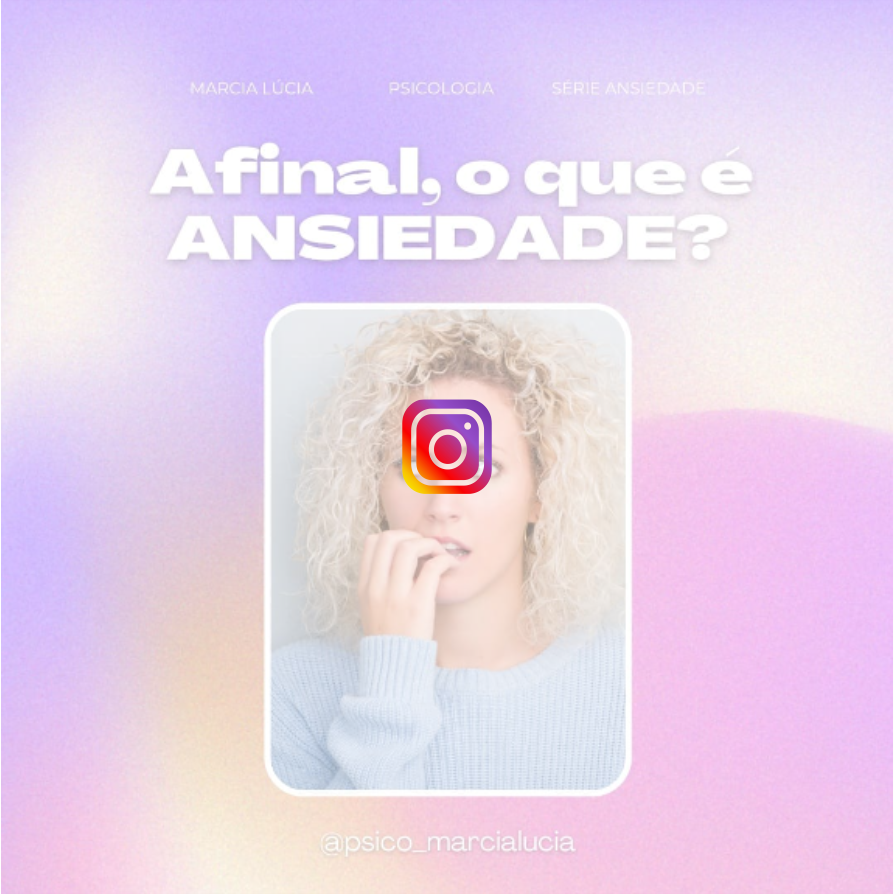 MARCIA LÚCIA PSICOLOGIA SÉRIE ANSIEDADE
Afinal, o que é
ANSIEDADE?
@psico_marcialucia